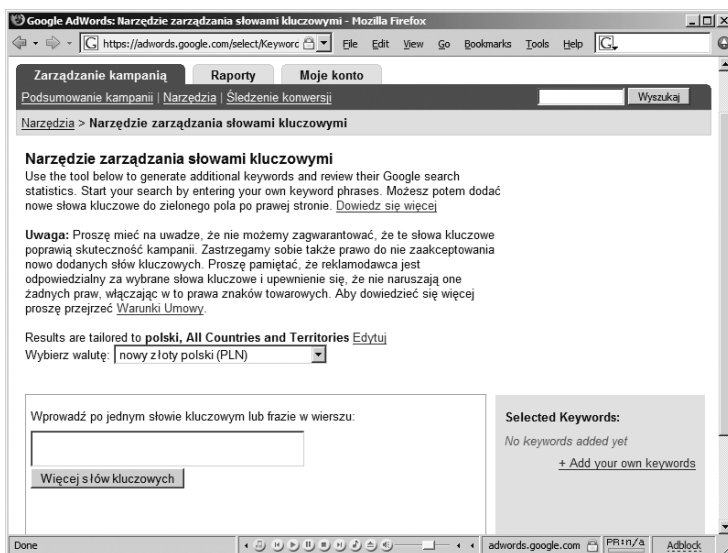 Google AdWords: Narzędzie zarządzania słowami kluczowymi - Mozilla Firefox
https://adwords.google.com/select/Keyworc File Edit View Go Bookmarks Tools Help
Zarządzanie kampanią Raporty Moje konto
Podsumowanie kampanii | Narzędzia | Śledzenie konwersji Wyszukaj
Narzędzia > Narzędzie zarządzania słowami kluczowymi
Narzędzie zarządzania słowami kluczowymi
Use the tool below to generate additional keywords and review their Google search
statistics. Start your search by entering your own keyword phrases. Możesz potem dodać
nowe słowa kluczowe do zielonego pola po prawej stronie. Dowiedz się więcej
Uwaga: Proszę mieć na uwadze, że nie możemy zagwarantować, że te słowa kluczowe
poprawią skuteczność kampanii. Zastrzegamy sobie także prawo do nie zaakceptowania
nowo dodanych słów kluczowych. Proszę pamiętać, że reklamodawca jest
odpowiedzialny za wybrane słowa kluczowe i upewnienie się, że nie naruszają one
żadnych praw, włączając w to prawa znaków towarowych. Aby dowiedzieć się więcej
proszę przejrzeć Warunki Umowy.
Results are tailored to polski, All Countries and Territories Edytuj
Wybierz walutę: nowy złoty polski (PLN)
Wprowadź po jednym słowie kluczowym lub frazie w wierszu:
Więcej słów kluczowych
Selected Keywords:
No keywords added yet
+ Add your own keywords
Done adwords.google.com PR:n/a Adblock